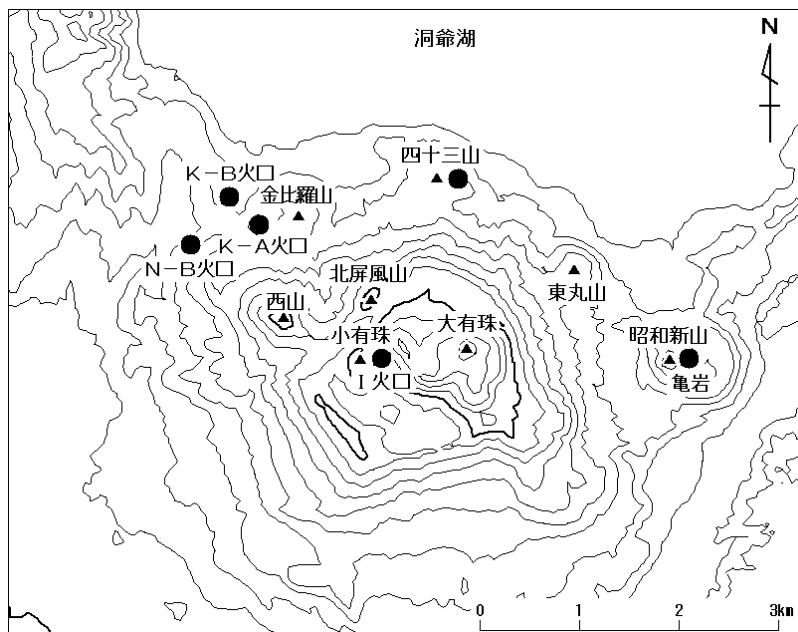 洞爺湖
N
四十三山
K－B火口
金比羅山
K－A火口
N－B火口
北屏風山
東丸山
西山
小有珠
大有珠
昭和新山
I火口
亀岩
0 1 2 3km